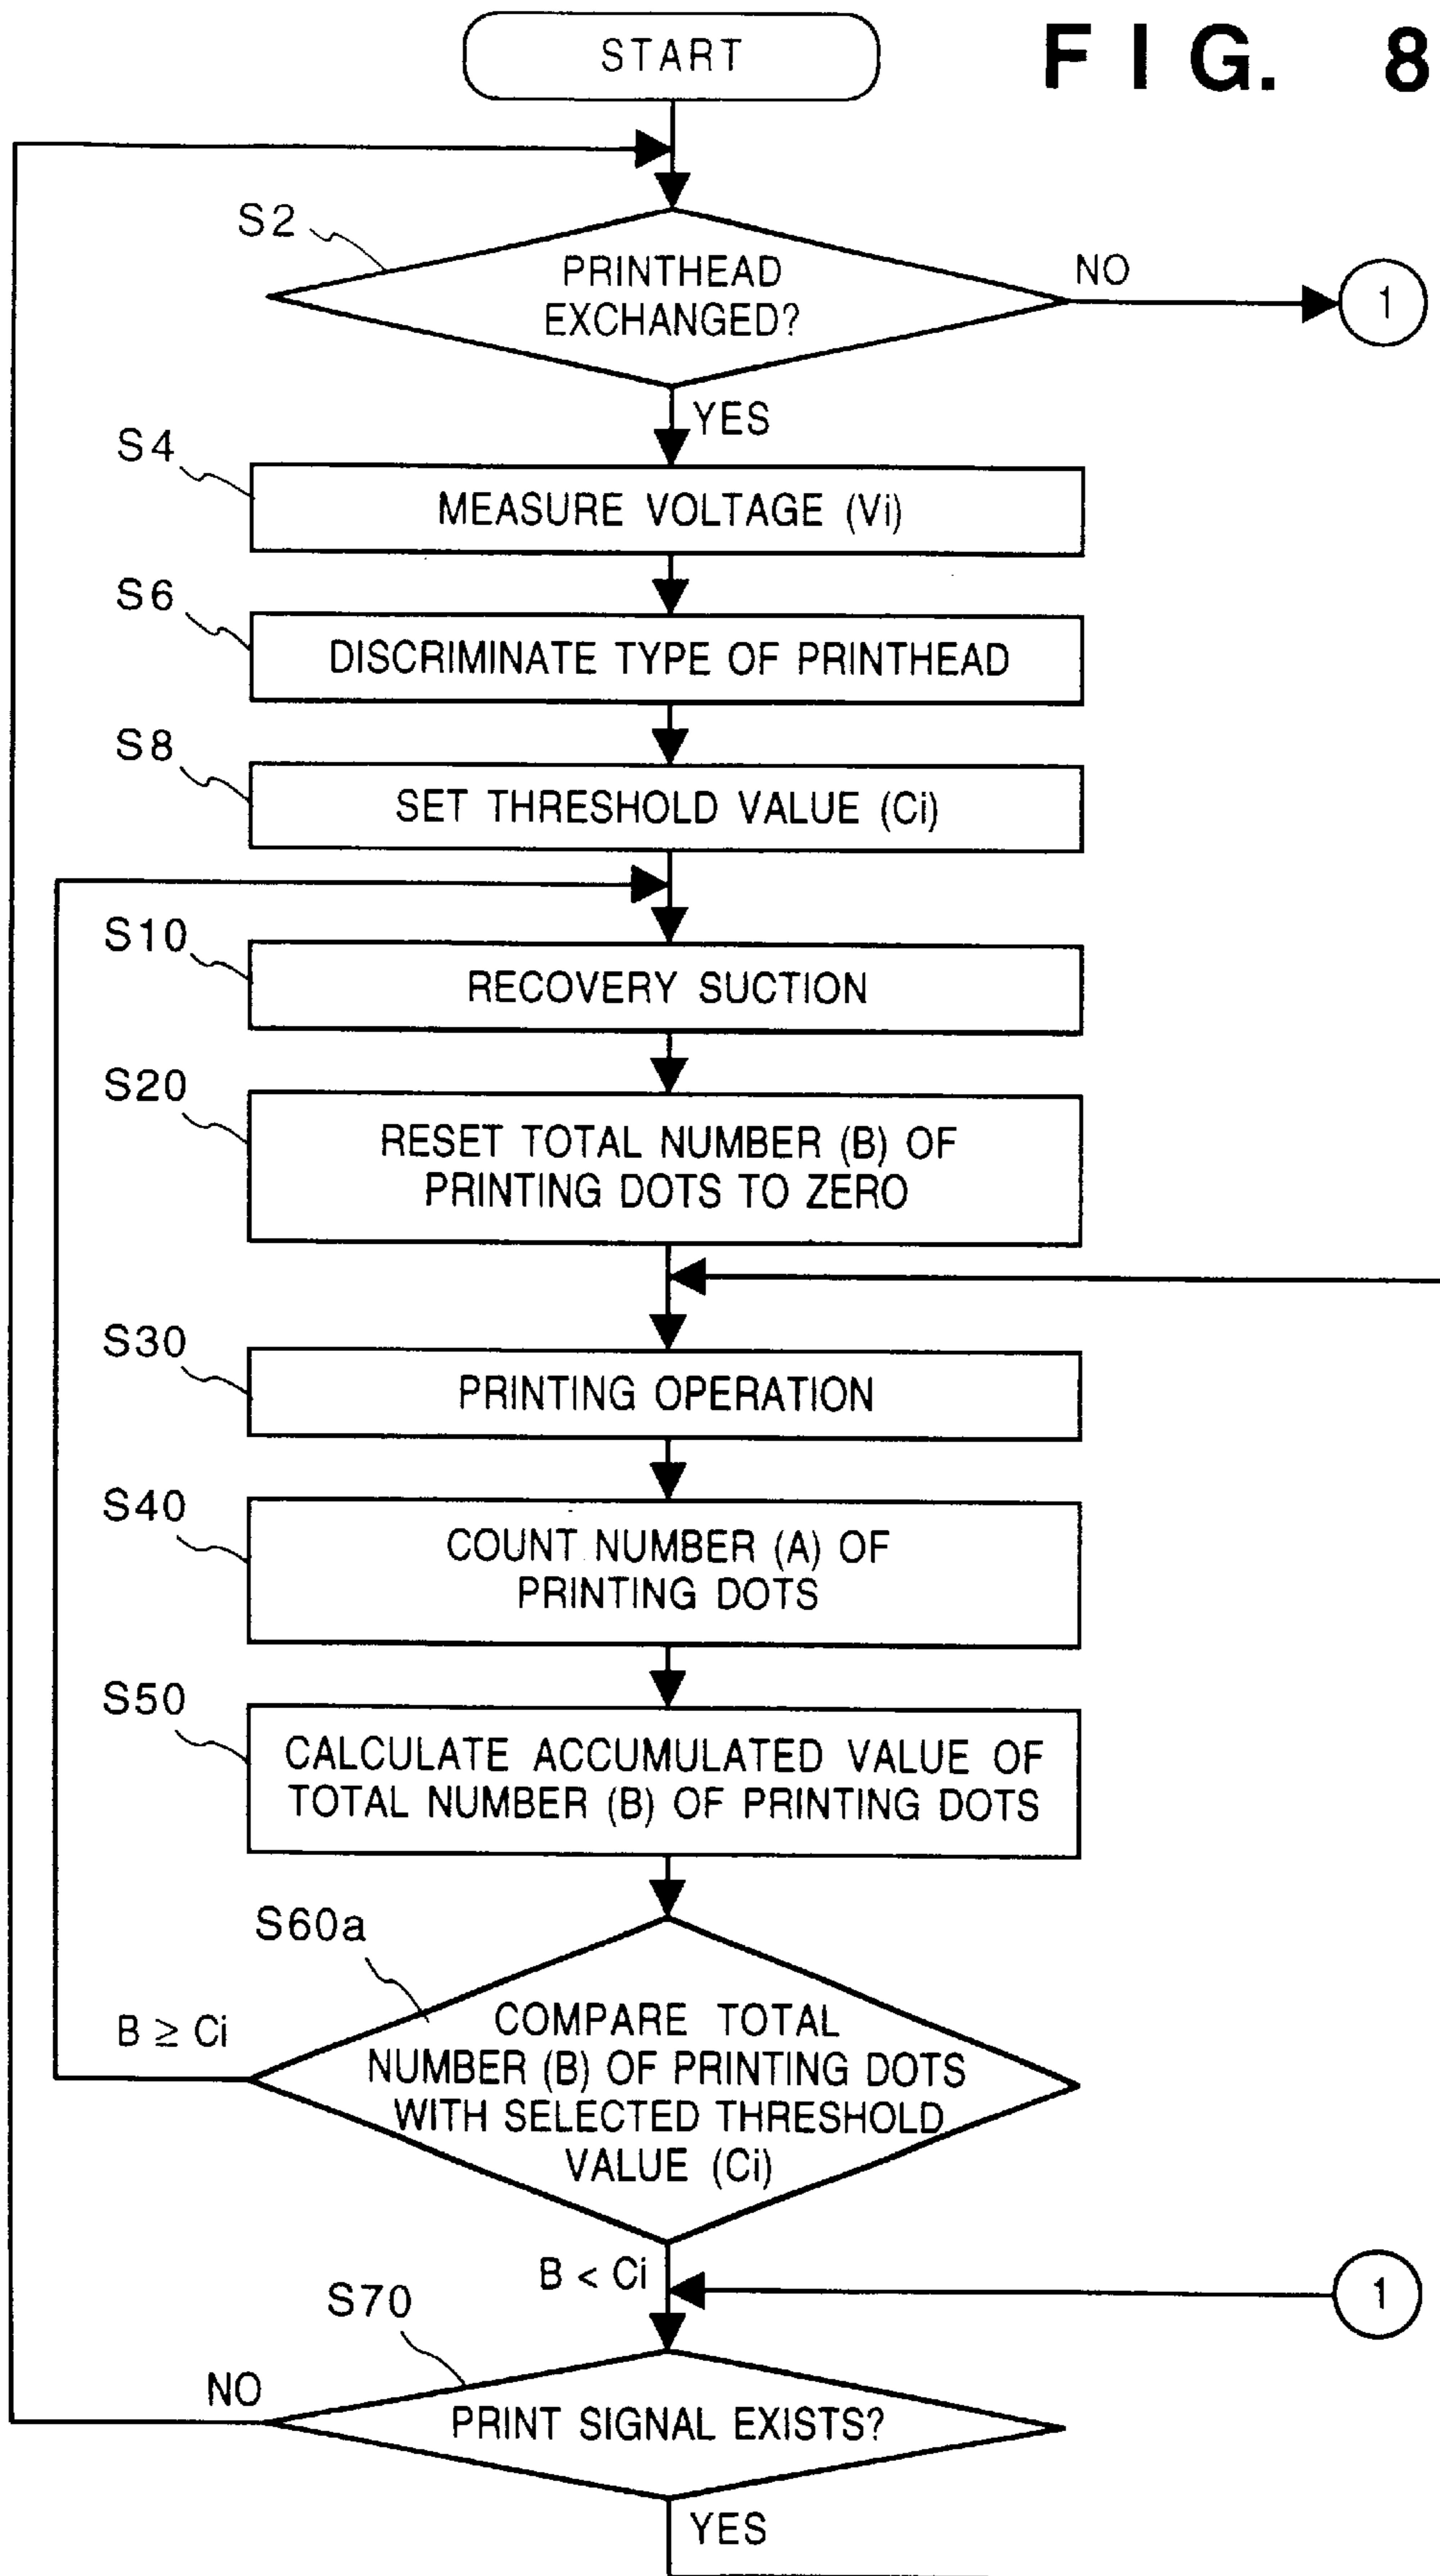 START
FIG. 8
S2
PRINTHEAD
EXCHANGED?
NO
1
YES
S4
MEASURE VOLTAGE (Vi)
S6
DISCRIMINATE TYPE OF PRINTHEAD
S8
SET THRESHOLD VALUE (Ci)
S10
RECOVERY SUCTION
S20
RESET TOTAL NUMBER (B) OF
PRINTING DOTS TO ZERO
S30
PRINTING OPERATION
S40
COUNT NUMBER (A) OF
PRINTING DOTS
S50
CALCULATE ACCUMULATED VALUE OF
TOTAL NUMBER (B) OF PRINTING DOTS
S60a
B ≥ Ci
COMPARE TOTAL
NUMBER (B) OF PRINTING DOTS
WITH SELECTED THRESHOLD
VALUE (Ci)
B < Ci
1
S70
NO
PRINT SIGNAL EXISTS?
YES